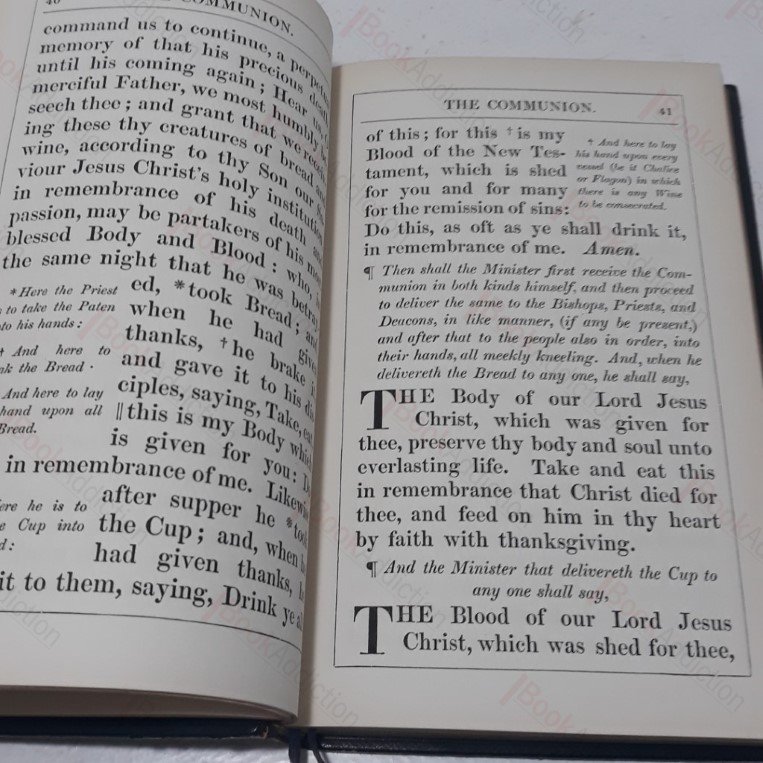 40 COMMUNION.
command us to continue, a
memory of that his precious
until his coming again; Hear
merciful Father, we most humbly
seech thee; and grant that we
ing these thy creatures of bread
wine, according to thy Son our
viour Jesus Christ's holy institution
in remembrance of his death
passion, may be partakers of his
blessed Body and Blood: who,
the same night that he was
*Here the Priest
to take the Paten
his hands:
ed, *took Bread;
when he had
thanks, †he brake
† And here to
the Bread.
and gave it to his
ciples, saying, Take,
And here to lay
hand upon all
Bread.
‖this is my Body
is given for you:
in remembrance of me.
he is to
Cup into
after supper he
the Cup; and, when
had given thanks,
it to them, saying, Drink ye
THE COMMUNION. 41
of this; for this †is my
Blood of the New Tes-
tament, which is shed
for you and for many
for the remission of sins:
† And here to lay
his hand upon every
vessel (be it Chalice
or Flagon) in which
there is any Wine
to be consecrated.
Do this, as oft as ye shall drink it,
in remembrance of me. Amen.
¶ Then shall the Minister first receive the Com-
munion in both kinds himself, and then proceed
to deliver the same to the Bishops, Priests, and
Deacons, in like manner, (if any be present,)
and after that to the people also in order, into
their hands, all meekly kneeling. And, when he
delivereth the Bread to any one, he shall say,
THE Body of our Lord Jesus
Christ, which was given for
thee, preserve thy body and soul unto
everlasting life. Take and eat this
in remembrance that Christ died for
thee, and feed on him in thy heart
by faith with thanksgiving.
¶ And the Minister that delivereth the Cup to
any one shall say,
THE Blood of our Lord Jesus
Christ, which was shed for thee,